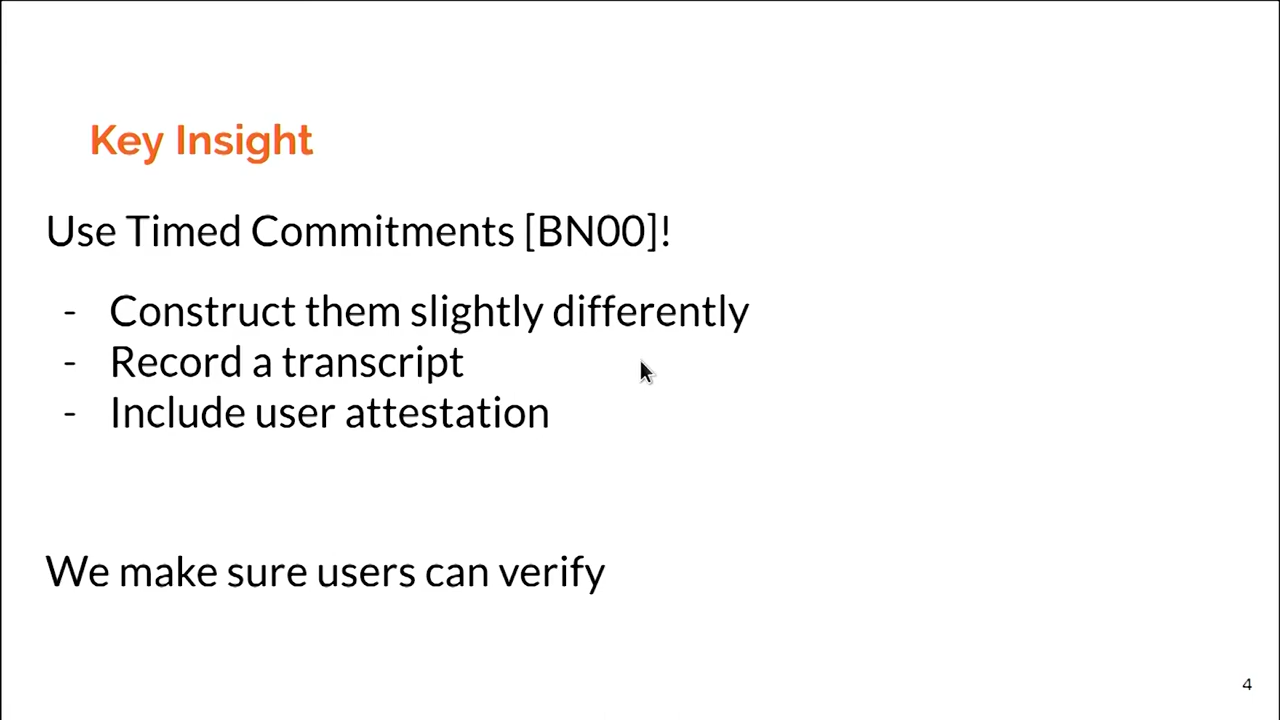 Key Insight
Use Timed Commitments [BN00]!
- Construct them slightly differently
- Record a transcript
- Include user attestation
We make sure users can verify
4